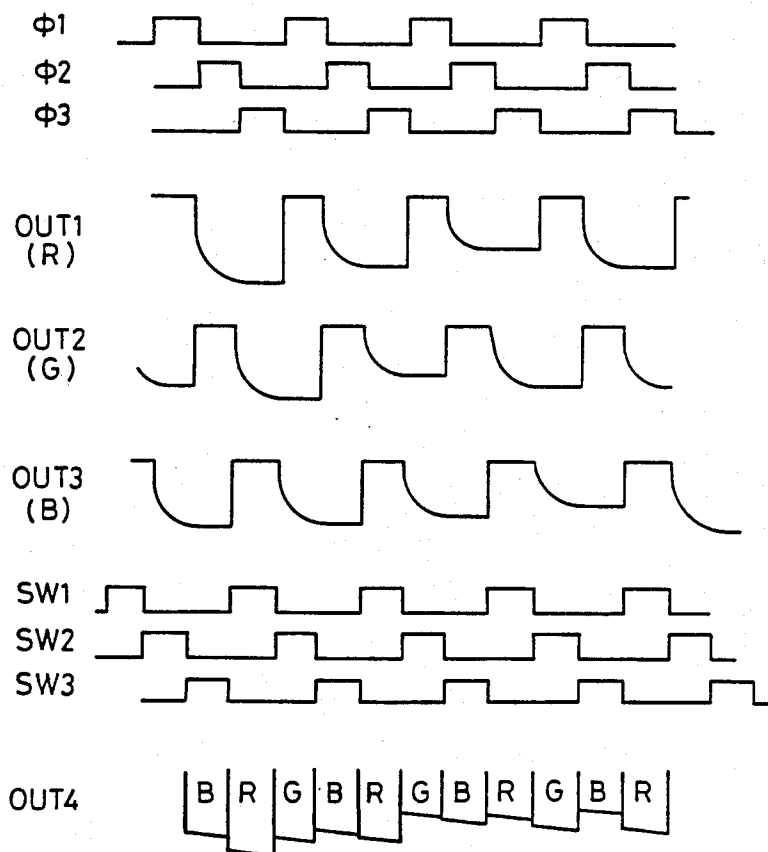 Φ1
Φ2
Φ3
OUT1
(R)
OUT2
(G)
OUT3
(B)
SW1
SW2
SW3
OUT4 B R G B R G B R G B R